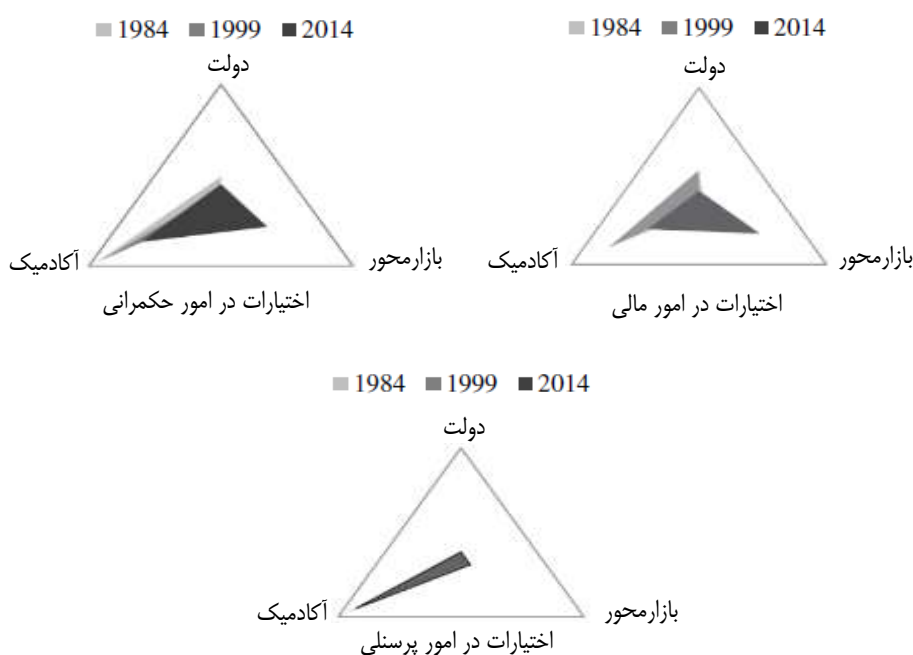 1984 1999 2014
دولت
آکادمیک
بازارمحور
اختیارات در امور حکمرانی
1984 1999 2014
دولت
آکادمیک
بازارمحور
اختیارات در امور مالی
1984 1999 2014
دولت
آکادمیک
بازارمحور
اختیارات در امور پرسنلی